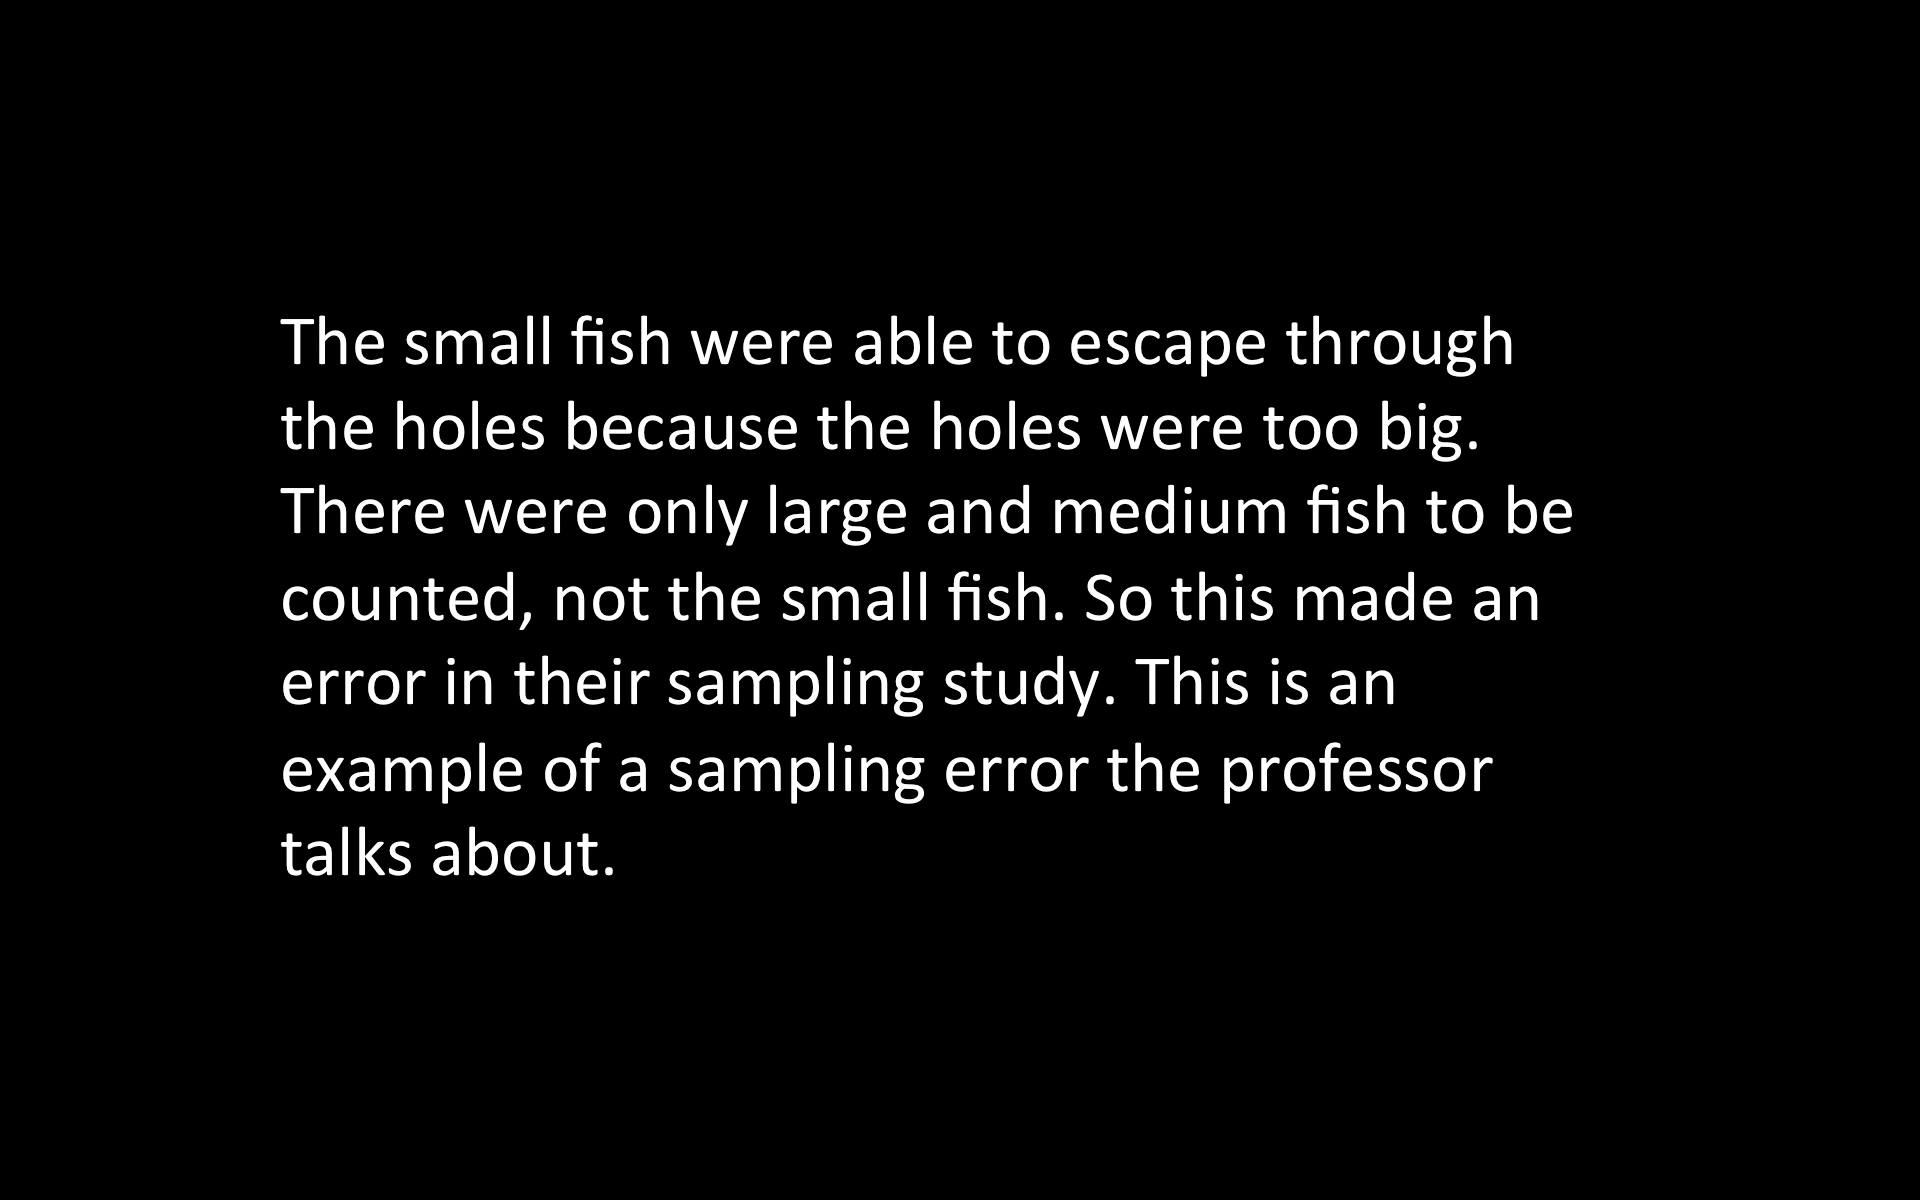 The small fish were able to escape through
the holes because the holes were too big.
There were only large and medium fish to be
counted, not the small fish. So this made an
error in their sampling study. This is an
example of a sampling error the professor
talks about.